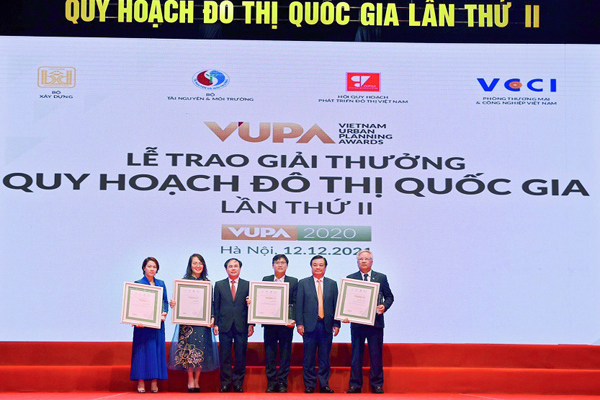 QUY HOẠCH ĐÔ THỊ QUỐC GIA LẦN THỨ II
BỘ
XÂY DỰNG
BỘ
TÀI NGUYÊN & MÔI TRƯỜNG
HỘI QUY HOẠCH
PHÁT TRIỂN ĐÔ THỊ VIỆT NAM
VCCI
PHÒNG THƯƠNG MẠI
& CÔNG NGHIỆP VIỆT NAM
VUPA
VIETNAM
URBAN
PLANNING
AWARDS
LỄ TRAO GIẢI THƯỞNG
QUY HOẠCH ĐÔ THỊ QUỐC GIA
LẦN THỨ II
VUPA 2020
Hà Nội, 12.12.2021